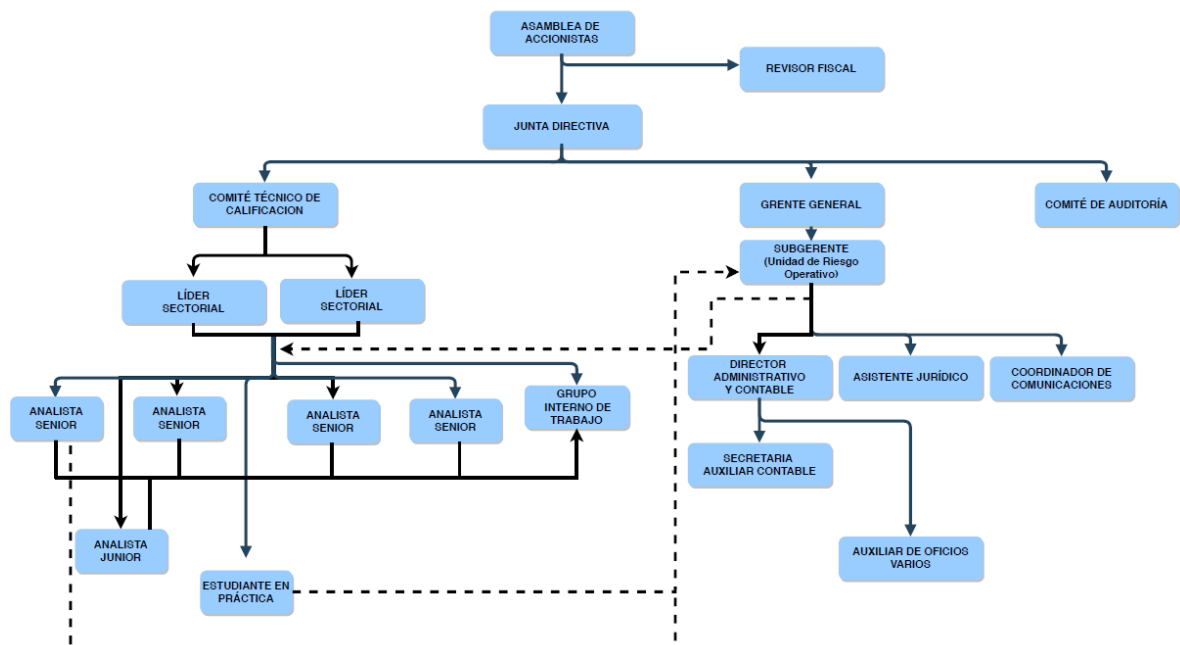 ASAMBLEA DE
ACCIONISTAS
REVISOR FISCAL
JUNTA DIRECTIVA
COMITÉ TÉCNICO DE
CALIFICACION
GRENTE GENERAL
COMITÉ DE AUDITORÍA
SUBGERENTE
(Unidad de Riesgo
Operativo)
LÍDER
SECTORIAL
LÍDER
SECTORIAL
DIRECTOR
ADMINISTRATIVO
Y CONTABLE
ASISTENTE JURÍDICO
COORDINADOR DE
COMUNICACIONES
ANALISTA
SENIOR
ANALISTA
SENIOR
ANALISTA
SENIOR
ANALISTA
SENIOR
GRUPO
INTERNO DE
TRABAJO
SECRETARIA
AUXILIAR CONTABLE
ANALISTA
JUNIOR
AUXILIAR DE OFICIOS
VARIOS
ESTUDIANTE EN
PRÁCTICA